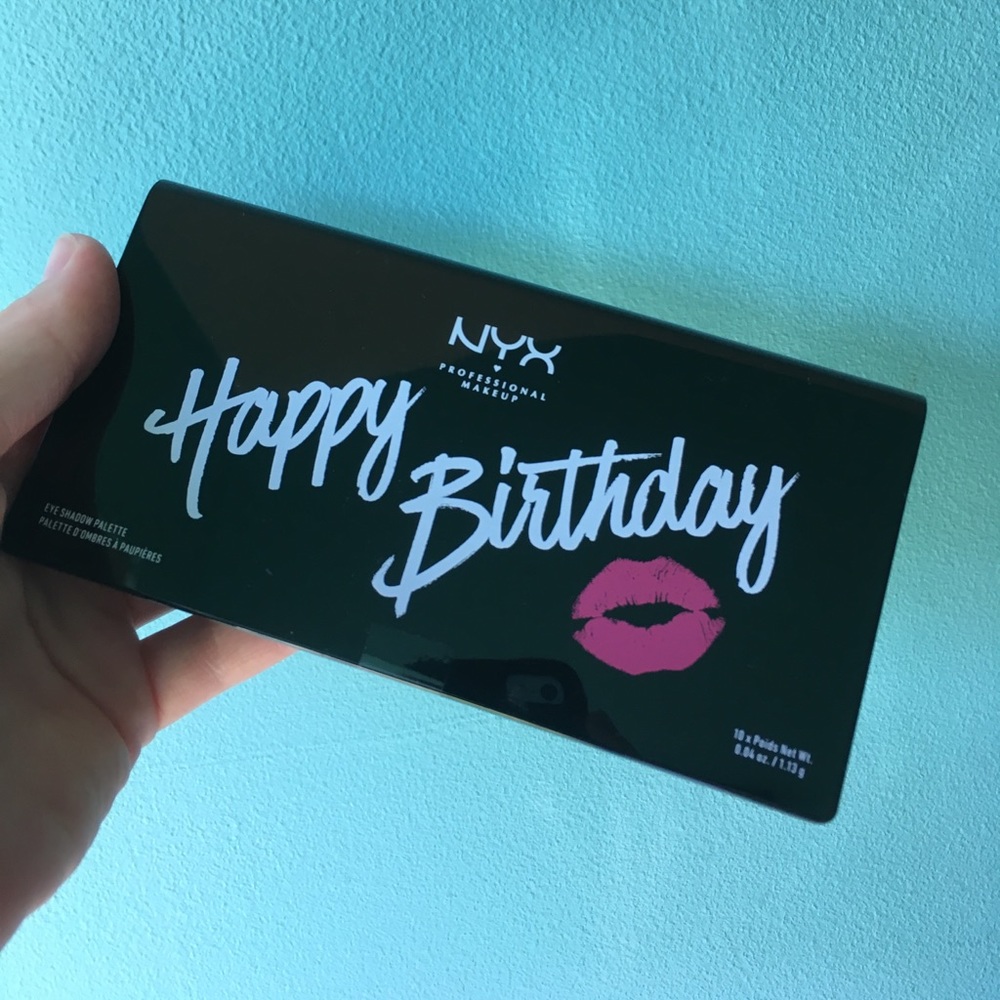 NYX
PROFESSIONAL
MAKEUP
Happy
Birthday
EYE SHADOW PALETTE
PALETTE D'OMBRES À PAUPIÈRES
10 x Poids Net Wt.
0.04 oz. / 1.13 g